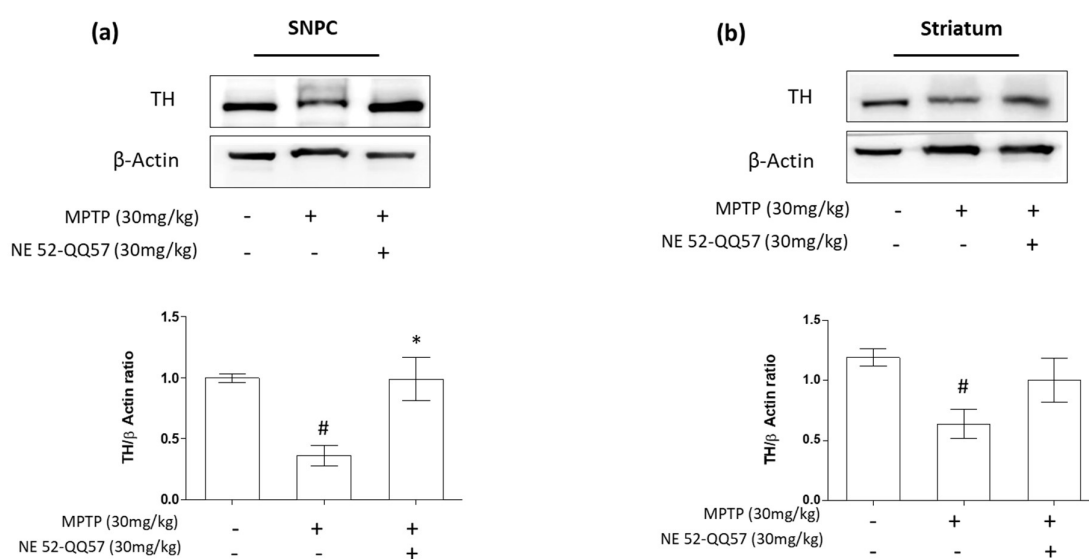 (a)
SNPC
TH
β-Actin
MPTP (30mg/kg) - + +
NE 52-QQ57 (30mg/kg) - - +
TH/β Actin ratio
1.5
1.0
0.5
0.0
#
*
MPTP (30mg/kg) - + +
NE 52-QQ57 (30mg/kg) - - +
(b)
Striatum
TH
β-Actin
MPTP (30mg/kg) - + +
NE 52-QQ57 (30mg/kg) - - +
TH/β Actin ratio
1.5
1.0
0.5
0.0
#
MPTP (30mg/kg) - + +
NE 52-QQ57 (30mg/kg) - - +